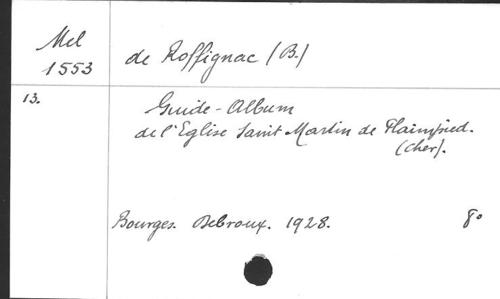 Mel
1553
de Roffignac (B.)
13.
Guide-Album
de l'Eglise Saint Martin de Plaimpied.
(Cher).
Bourges. Debroux. 1928. 8°